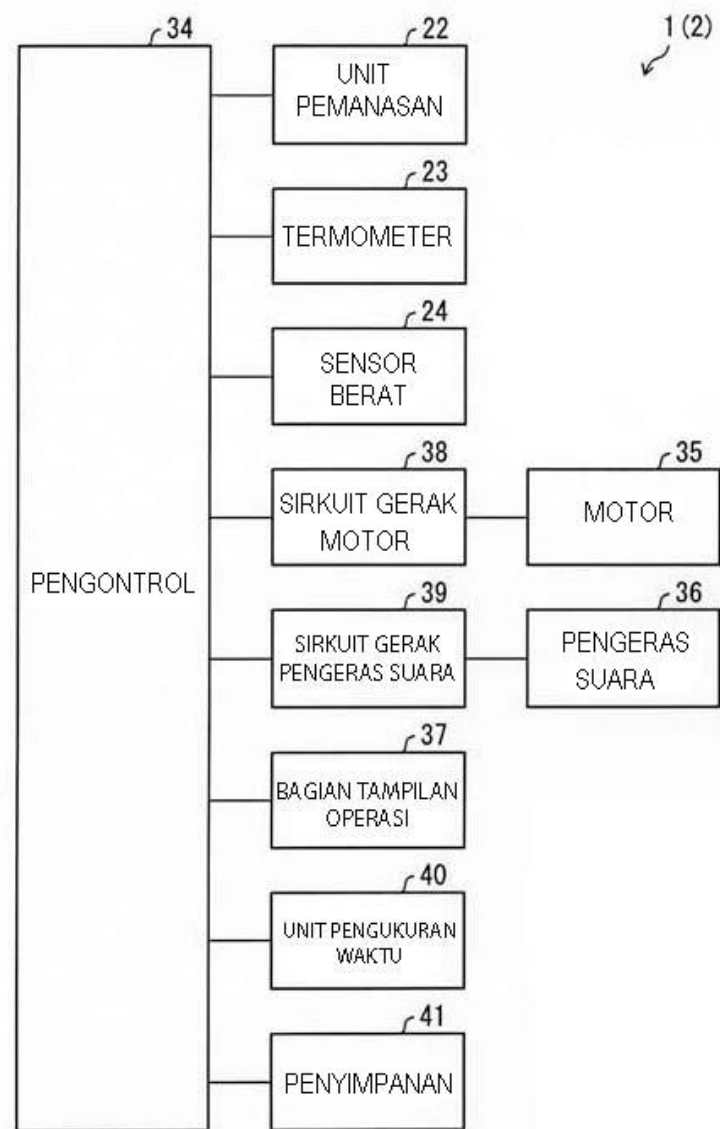 34
22
1(2)
UNIT
PEMANASAN
23
TERMOMETER
24
SENSOR
BERAT
38
35
SIRKUIT GERAK
MOTOR
MOTOR
PENGONTROL
39
36
SIRKUIT GERAK
PENGERAS SUARA
PENGERAS
SUARA
37
BAGIAN TAMPILAN
OPERASI
40
UNIT PENGUKURAN
WAKTU
41
PENYIMPANAN